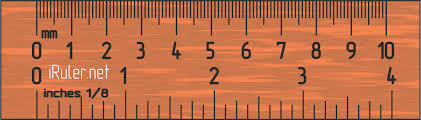 mm
0 1 2 3 4 5 6 7 8 9 10
0 iRuler.net 1 2 3 4
inches, 1/8